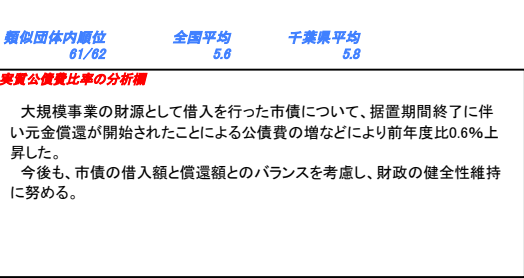 類似団体内順位 全国平均 千葉県平均
61/62 5.6 5.8
実質公債費比率の分析欄
大規模事業の財源として借入を行った市債について、据置期間終了に伴
い元金償還が開始されたことによる公債費の増などにより前年度比0.6%上
昇した。
今後も、市債の借入額と償還額とのバランスを考慮し、財政の健全性維持
に努める。